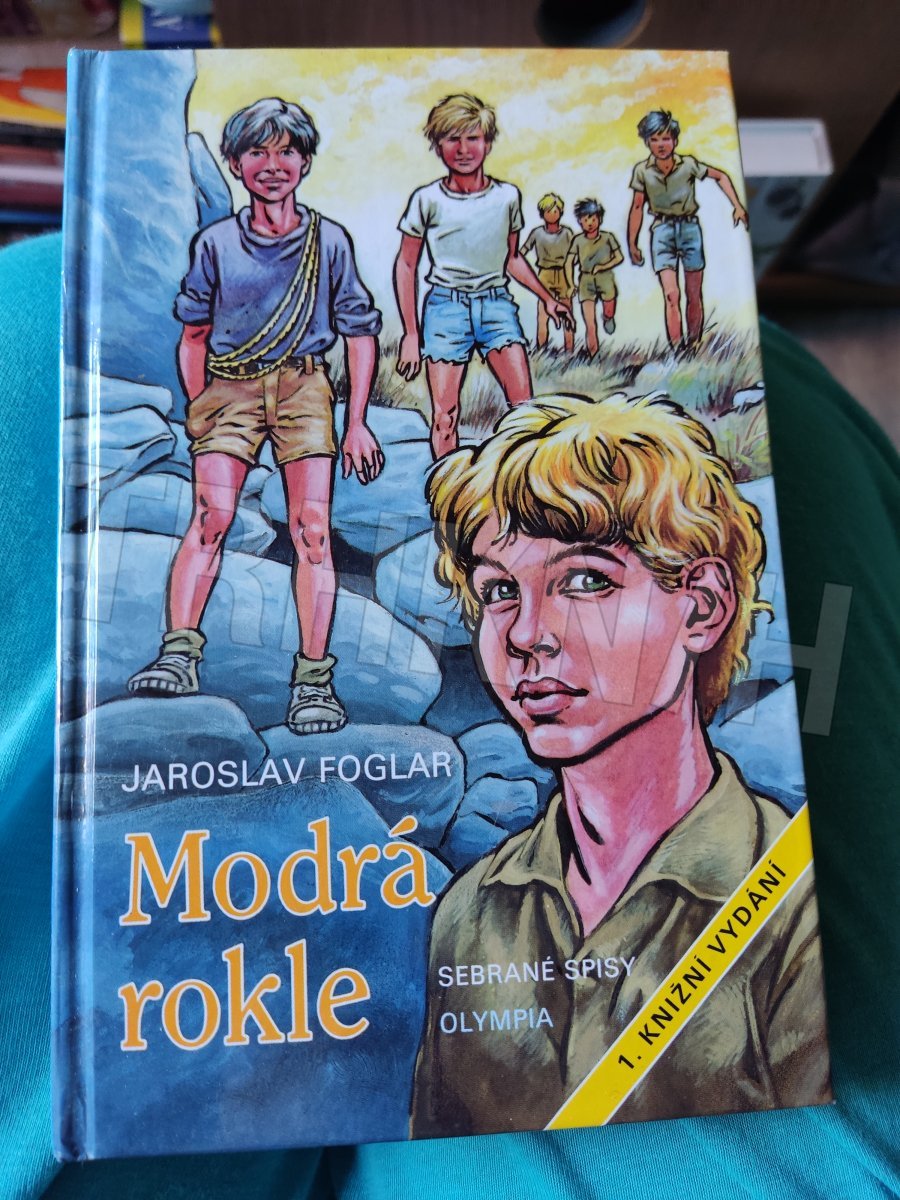 JAROSLAV FOGLAR
Modrá
rokle
SEBRANÉ SPISY
OLYMPIA
1. KNIŽNÍ VYDÁNÍ